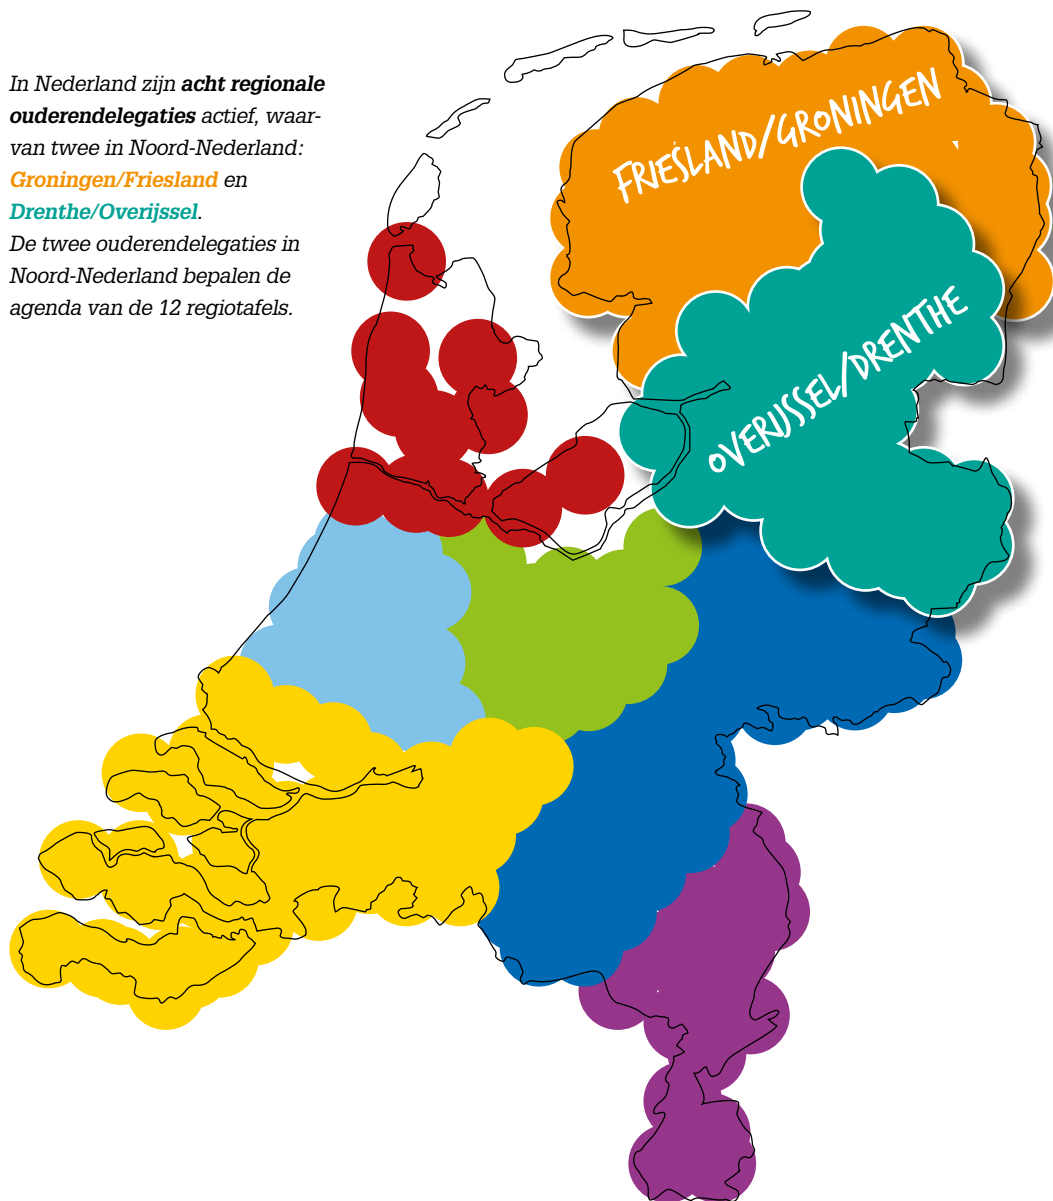 In Nederland zijn acht regionale
ouderendelegaties actief, waar-
van twee in Noord-Nederland:
Groningen/Friesland en
Drenthe/Overijssel.
De twee ouderendelegaties in
Noord-Nederland bepalen de
agenda van de 12 regiotafels.
FRIESLAND/GRONINGEN
OVERIJSSEL/DRENTHE